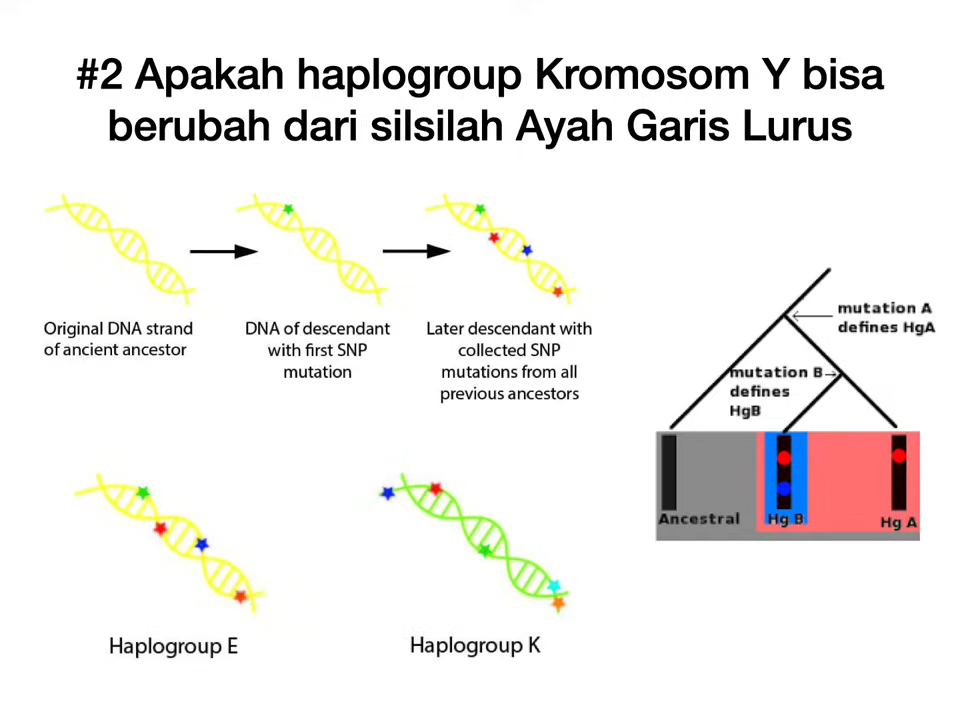 #2 Apakah haplogroup Kromosom Y bisa
berubah dari silsilah Ayah Garis Lurus
Original DNA strand
of ancient ancestor
DNA of descendant
with first SNP
mutation
Later descendant with
collected SNP
mutations from all
previous ancestors
mutation A
defines HgA
mutation B
defines
HgB
Ancestral
Hg B
Hg A
Haplogroup E
Haplogroup K